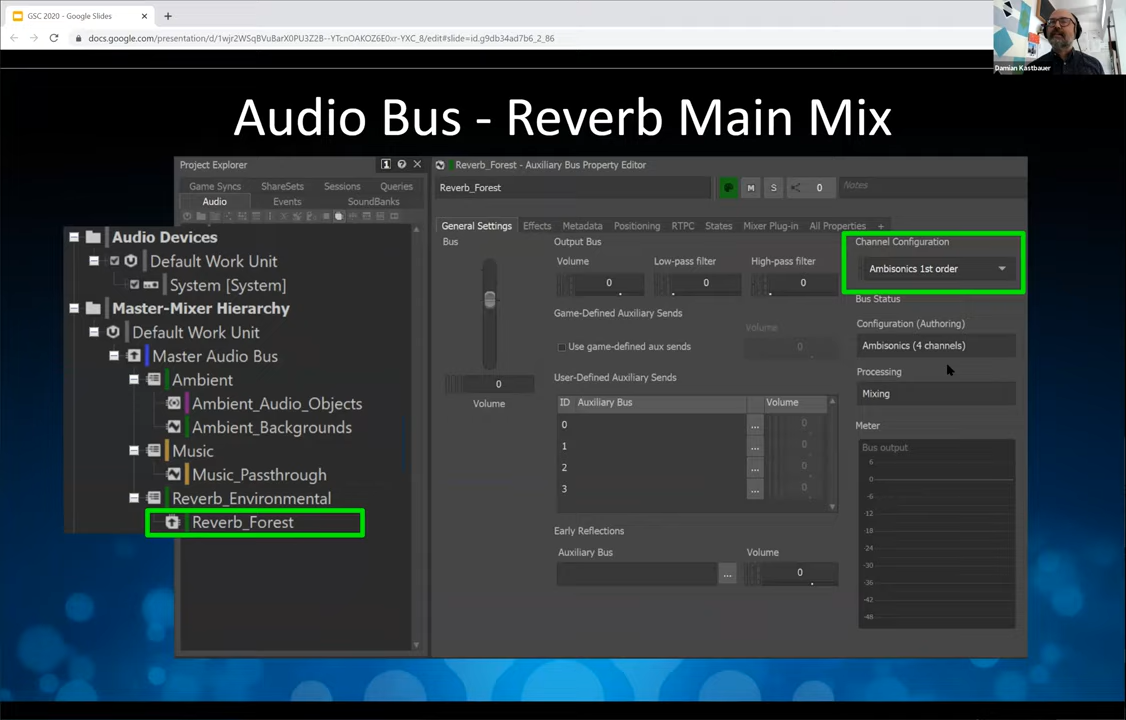 GSC 2020 - Google Slides
docs.google.com/presentation/d/1wjr2WSqBVuBarX0PU3Z2B--YTcnOAKOZ6E0xr-YXC_8/edit#slide=id.g9db34ad7b6_2_86
Damian Kastbauer
Audio Bus - Reverb Main Mix
Project Explorer
1
Game Syncs ShareSets Sessions Queries
Audio Events SoundBanks
Audio Devices
Default Work Unit
System [System]
Master-Mixer Hierarchy
Default Work Unit
Master Audio Bus
Ambient
Ambient_Audio_Objects
Ambient_Backgrounds
Music
Music_Passthrough
Reverb_Environmental
Reverb_Forest
Reverb_Forest - Auxiliary Bus Property Editor
Reverb_Forest
M S 0
Notes
General Settings Effects Metadata Positioning RTPC States Mixer Plug-in All Properties +
Bus
0
Volume
Output Bus
Volume Low-pass filter High-pass filter
0 0 0
Game-Defined Auxiliary Sends
Volume
Use game-defined aux sends
0
User-Defined Auxiliary Sends
ID Auxiliary Bus Volume
0 ... 0
1 ... 0
2 ... 0
3 ... 0
Early Reflections
Auxiliary Bus Volume
... 0
Channel Configuration
Ambisonics 1st order
Bus Status
Configuration (Authoring)
Ambisonics (4 channels)
Processing
Mixing
Meter
Bus output
6
0
-6
-12
-18
-24
-30
-36
-42
-48